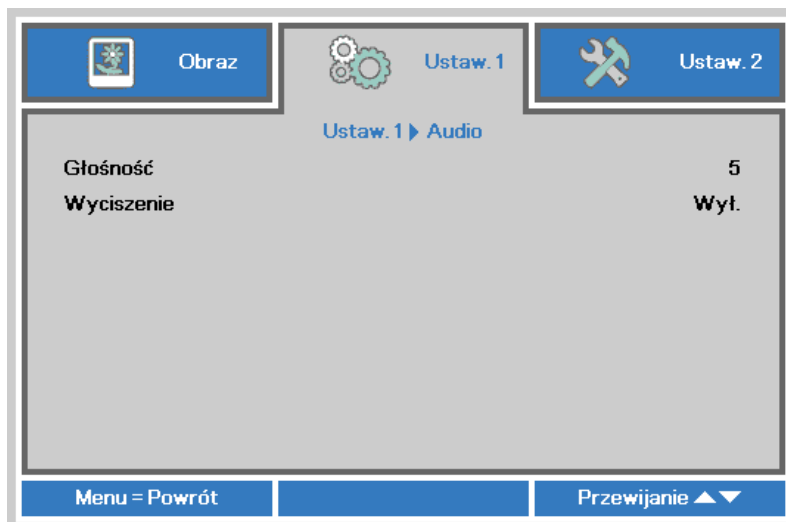 Obraz
Ustaw. 1
Ustaw. 2
Ustaw. 1 Audio
Głośność 5
Wyciszenie Wył.
Menu = Powrót
Przewijanie